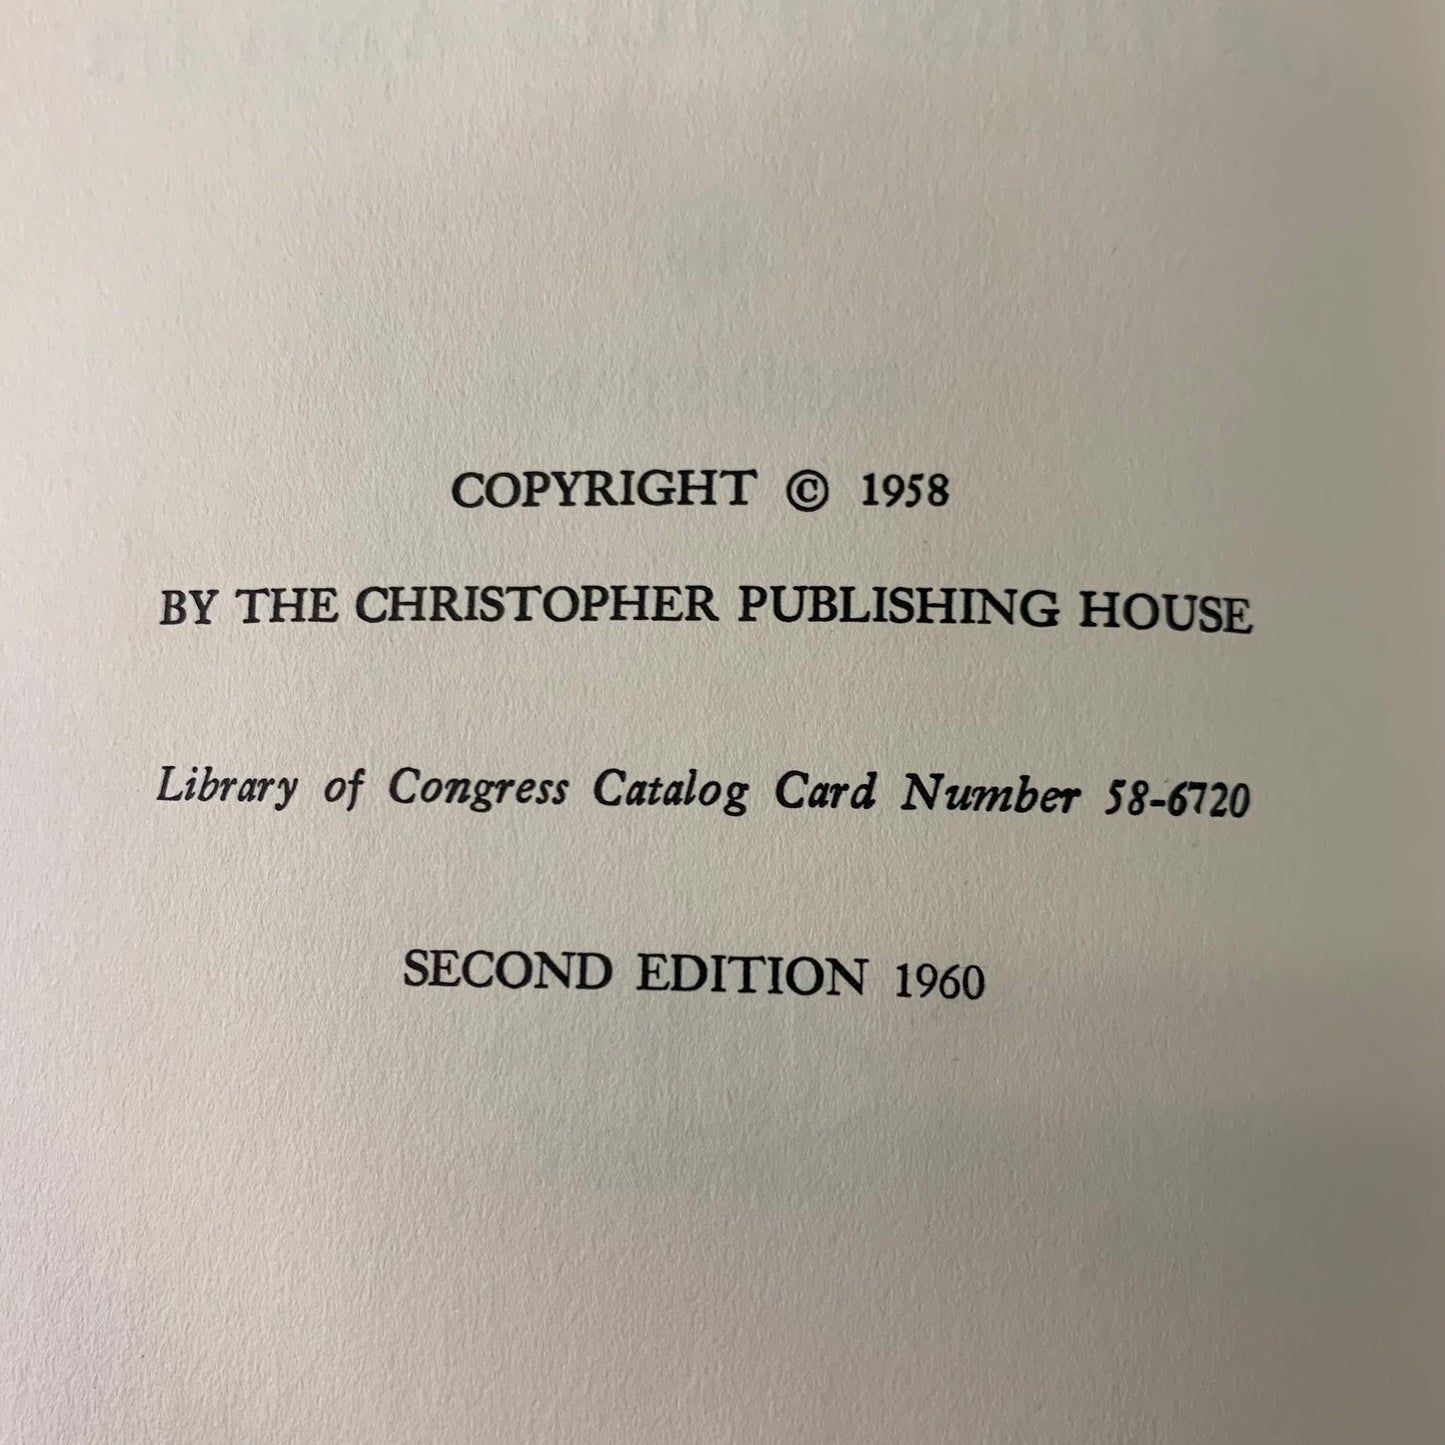 COPYRIGHT © 1958
BY THE CHRISTOPHER PUBLISHING HOUSE
Library of Congress Catalog Card Number 58-6720
SECOND EDITION 1960